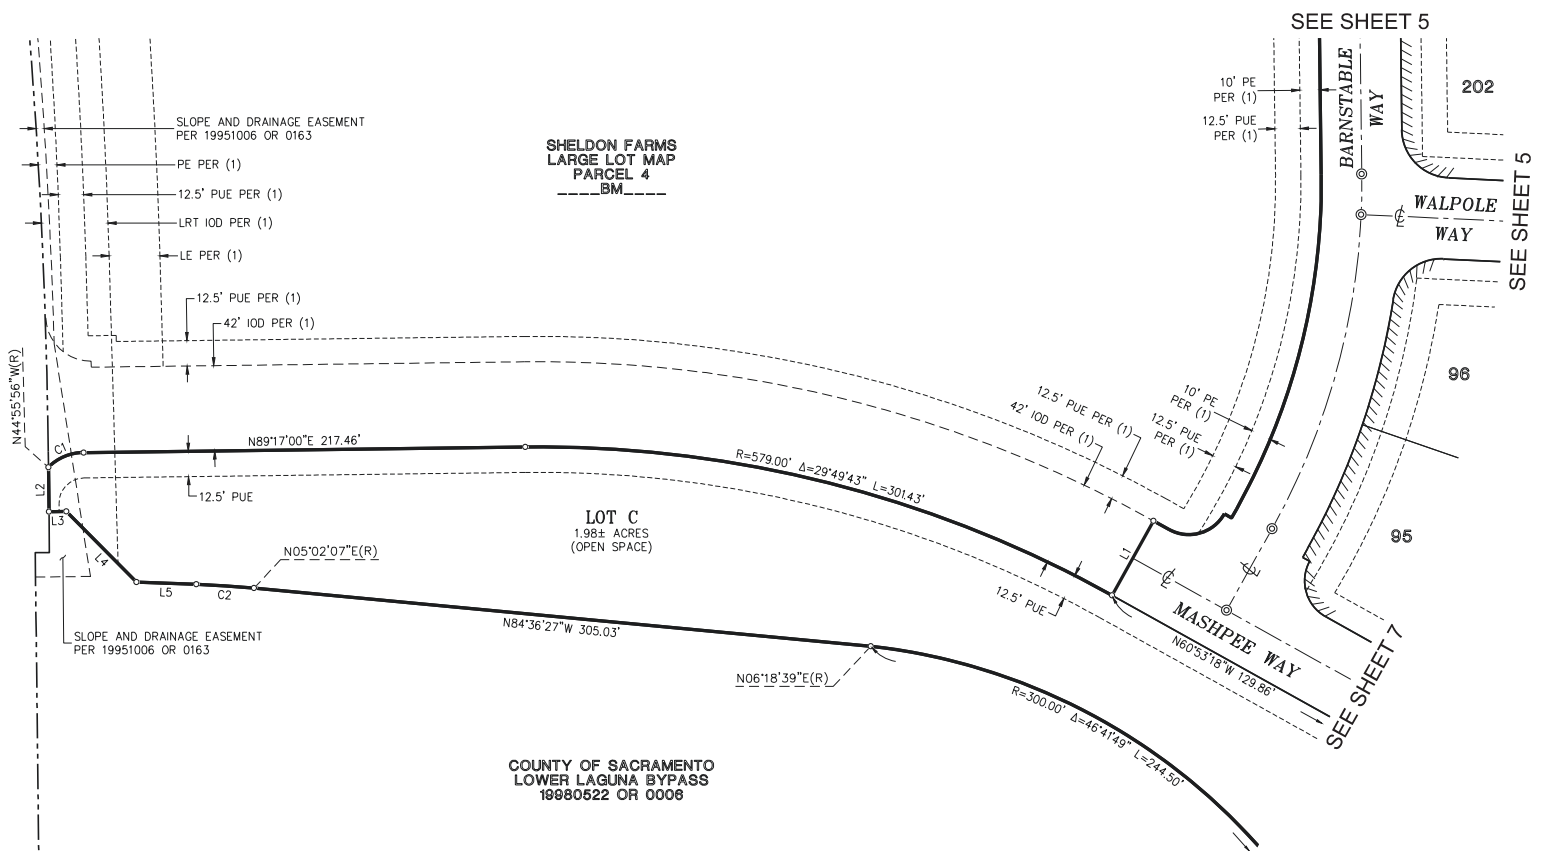 SEE SHEET 5
BARNSTABLE
WAY
10' PE
PER (1)
12.5' PUE
PER (1)
202
SLOPE AND DRAINAGE EASEMENT
PER 19951006 OR 0163
PE PER (1)
12.5' PUE PER (1)
LRT IOD PER (1)
LE PER (1)
SHELDON FARMS
LARGE LOT MAP
PARCEL 4
____BM____
WALPOLE
WAY
SEE SHEET 5
12.5' PUE PER (1)
42' IOD PER (1)
N44°55'56"W(R)
12.5' PUE PER (1)
42' IOD PER (1)
10' PE
PER (1)
12.5' PUE
PER (1)
96
C1
N89°17'00"E 217.46'
R=579.00' Δ=29°49'43" L=301.43'
L2
12.5' PUE
L3
LOT C
1.98± ACRES
(OPEN SPACE)
95
L4
N05°02'07"E(R)
L1
L5
C2
12.5' PUE
MASHPEE WAY
SLOPE AND DRAINAGE EASEMENT
PER 19951006 OR 0163
N84°36'27"W 305.03'
N60°53'18"W 129.86'
SEE SHEET 7
N06°18'39"E(R)
R=300.00' Δ=46°41'49" L=244.50'
COUNTY OF SACRAMENTO
LOWER LAGUNA BYPASS
19980522 OR 0006